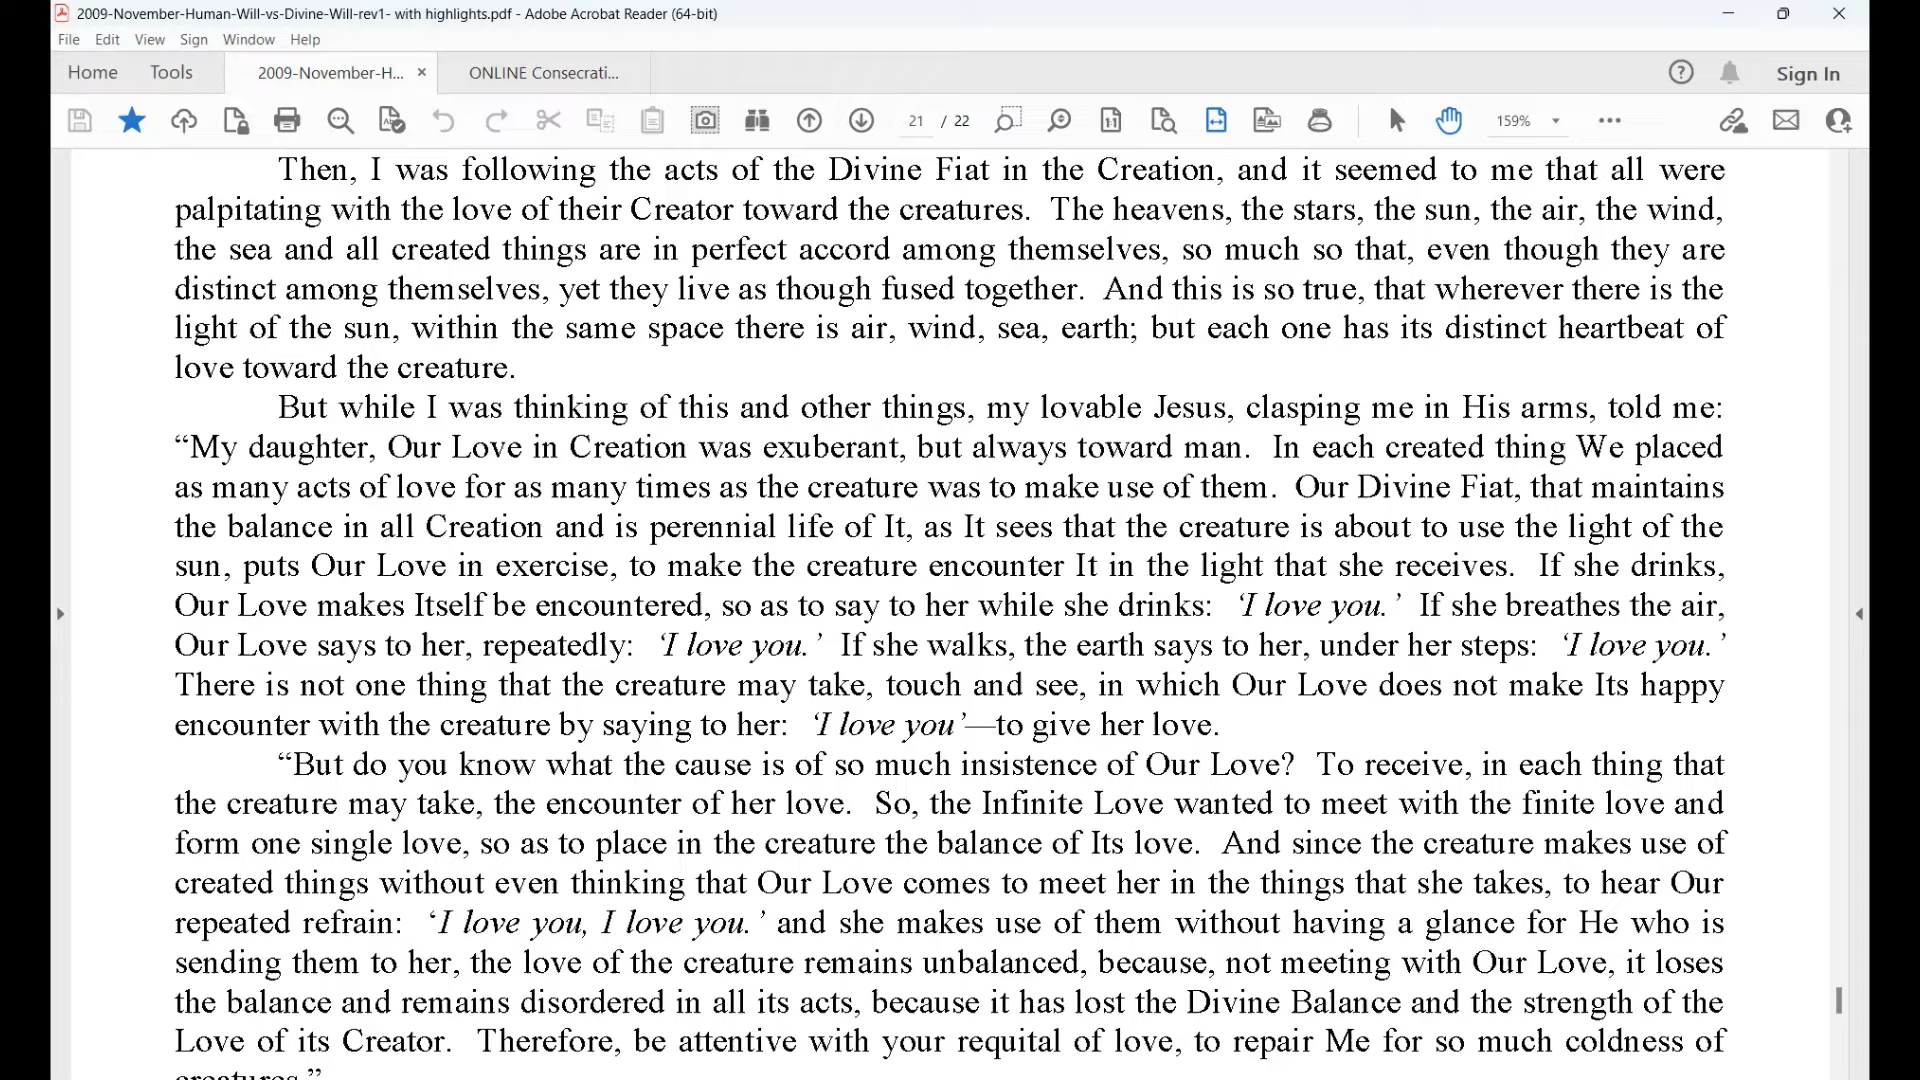 2009-November-Human-Will-vs-Divine-Will-rev1- with highlights.pdf - Adobe Acrobat Reader (64-bit)
File Edit View Sign Window Help
Home Tools 2009-November-H... × ONLINE Consecrati... Sign In
21 / 22 159%
Then, I was following the acts of the Divine Fiat in the Creation, and it seemed to me that all were
palpitating with the love of their Creator toward the creatures. The heavens, the stars, the sun, the air, the wind,
the sea and all created things are in perfect accord among themselves, so much so that, even though they are
distinct among themselves, yet they live as though fused together. And this is so true, that wherever there is the
light of the sun, within the same space there is air, wind, sea, earth; but each one has its distinct heartbeat of
love toward the creature.
But while I was thinking of this and other things, my lovable Jesus, clasping me in His arms, told me:
“My daughter, Our Love in Creation was exuberant, but always toward man. In each created thing We placed
as many acts of love for as many times as the creature was to make use of them. Our Divine Fiat, that maintains
the balance in all Creation and is perennial life of It, as It sees that the creature is about to use the light of the
sun, puts Our Love in exercise, to make the creature encounter It in the light that she receives. If she drinks,
Our Love makes Itself be encountered, so as to say to her while she drinks: ‘I love you.’ If she breathes the air,
Our Love says to her, repeatedly: ‘I love you.’ If she walks, the earth says to her, under her steps: ‘I love you.’
There is not one thing that the creature may take, touch and see, in which Our Love does not make Its happy
encounter with the creature by saying to her: ‘I love you’—to give her love.
“But do you know what the cause is of so much insistence of Our Love? To receive, in each thing that
the creature may take, the encounter of her love. So, the Infinite Love wanted to meet with the finite love and
form one single love, so as to place in the creature the balance of Its love. And since the creature makes use of
created things without even thinking that Our Love comes to meet her in the things that she takes, to hear Our
repeated refrain: ‘I love you, I love you.’ and she makes use of them without having a glance for He who is
sending them to her, the love of the creature remains unbalanced, because, not meeting with Our Love, it loses
the balance and remains disordered in all its acts, because it has lost the Divine Balance and the strength of the
Love of its Creator. Therefore, be attentive with your requital of love, to repair Me for so much coldness of
creatures.”